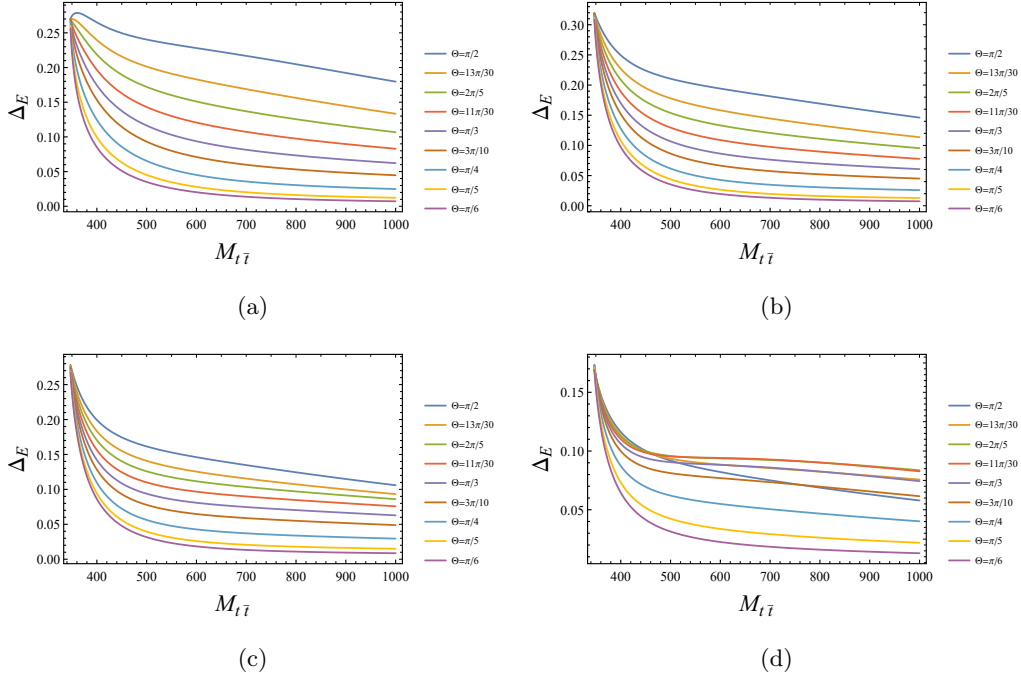 0.25
0.20
0.15
0.10
0.05
0.00
Δ_E
400 500 600 700 800 900 1000
M_{t t̄}
Θ=π/2
Θ=13π/30
Θ=2π/5
Θ=11π/30
Θ=π/3
Θ=3π/10
Θ=π/4
Θ=π/5
Θ=π/6
(a)
0.30
0.25
0.20
0.15
0.10
0.05
0.00
Δ_E
400 500 600 700 800 900 1000
M_{t t̄}
Θ=π/2
Θ=13π/30
Θ=2π/5
Θ=11π/30
Θ=π/3
Θ=3π/10
Θ=π/4
Θ=π/5
Θ=π/6
(b)
0.25
0.20
0.15
0.10
0.05
0.00
Δ_E
400 500 600 700 800 900 1000
M_{t t̄}
Θ=π/2
Θ=13π/30
Θ=2π/5
Θ=11π/30
Θ=π/3
Θ=3π/10
Θ=π/4
Θ=π/5
Θ=π/6
(c)
0.15
0.10
0.05
Δ_E
400 500 600 700 800 900 1000
M_{t t̄}
Θ=π/2
Θ=13π/30
Θ=2π/5
Θ=11π/30
Θ=π/3
Θ=3π/10
Θ=π/4
Θ=π/5
Θ=π/6
(d)